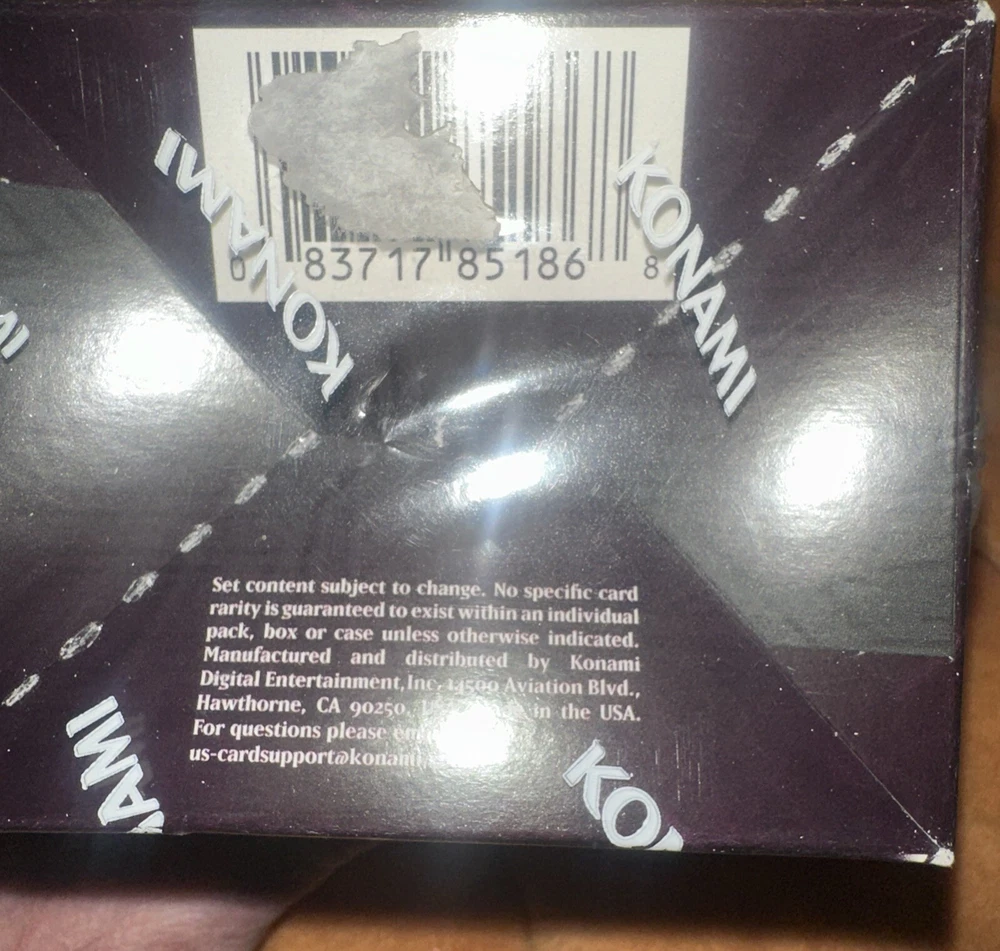 0 83717 85186 8
KONAMI
KONAMI
Set content subject to change. No specific card
rarity is guaranteed to exist within an individual
pack, box or case unless otherwise indicated.
Manufactured and distributed by Konami
Digital Entertainment, Inc. 14500 Aviation Blvd.,
Hawthorne, CA 90250. in the USA.
For questions please
us-cardsupport@konami
AMI
KO